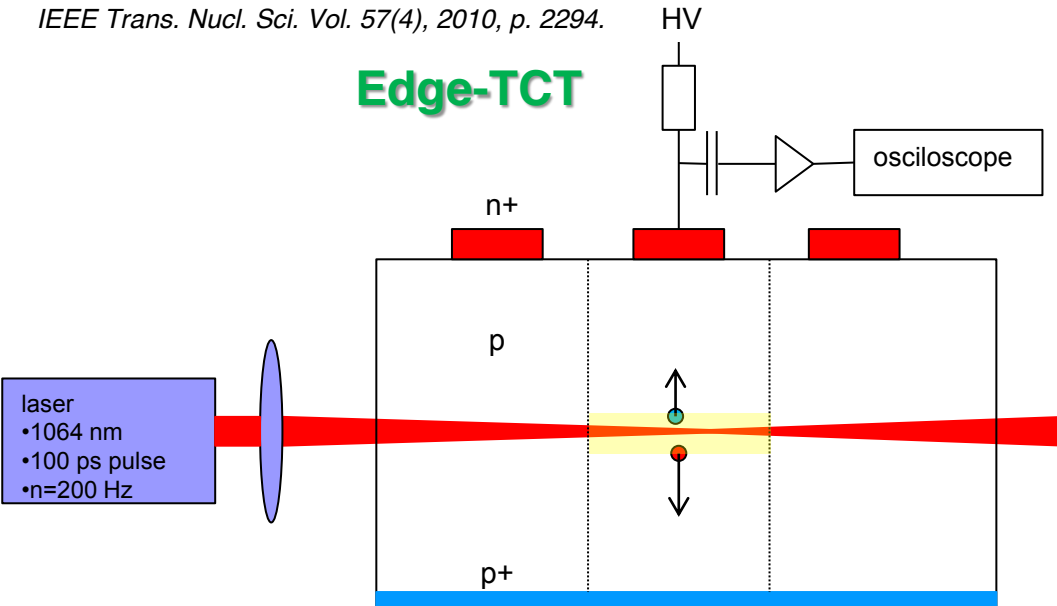 IEEE Trans. Nucl. Sci. Vol. 57(4), 2010, p. 2294.
HV
Edge-TCT
osciloscope
n+
p
laser
•1064 nm
•100 ps pulse
•n=200 Hz
p+